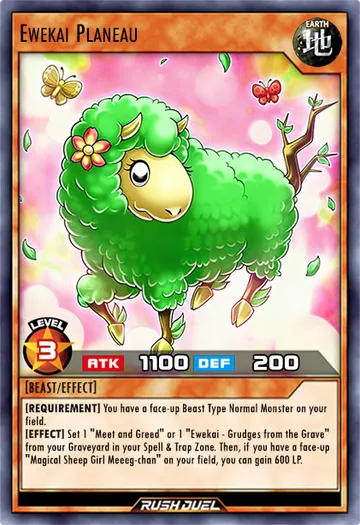 Ewekai Planeau
EARTH
地
LEVEL
3
ATK 1100 DEF 200
[BEAST/EFFECT]
[REQUIREMENT] You have a face-up Beast Type Normal Monster on your
field.
[EFFECT] Set 1 "Meet and Greed" or 1 "Ewekai - Grudges from the Grave"
from your Graveyard in your Spell & Trap Zone. Then, if you have a face-up
"Magical Sheep Girl Meeeg-chan" on your field, you can gain 600 LP.
RUSH DUEL